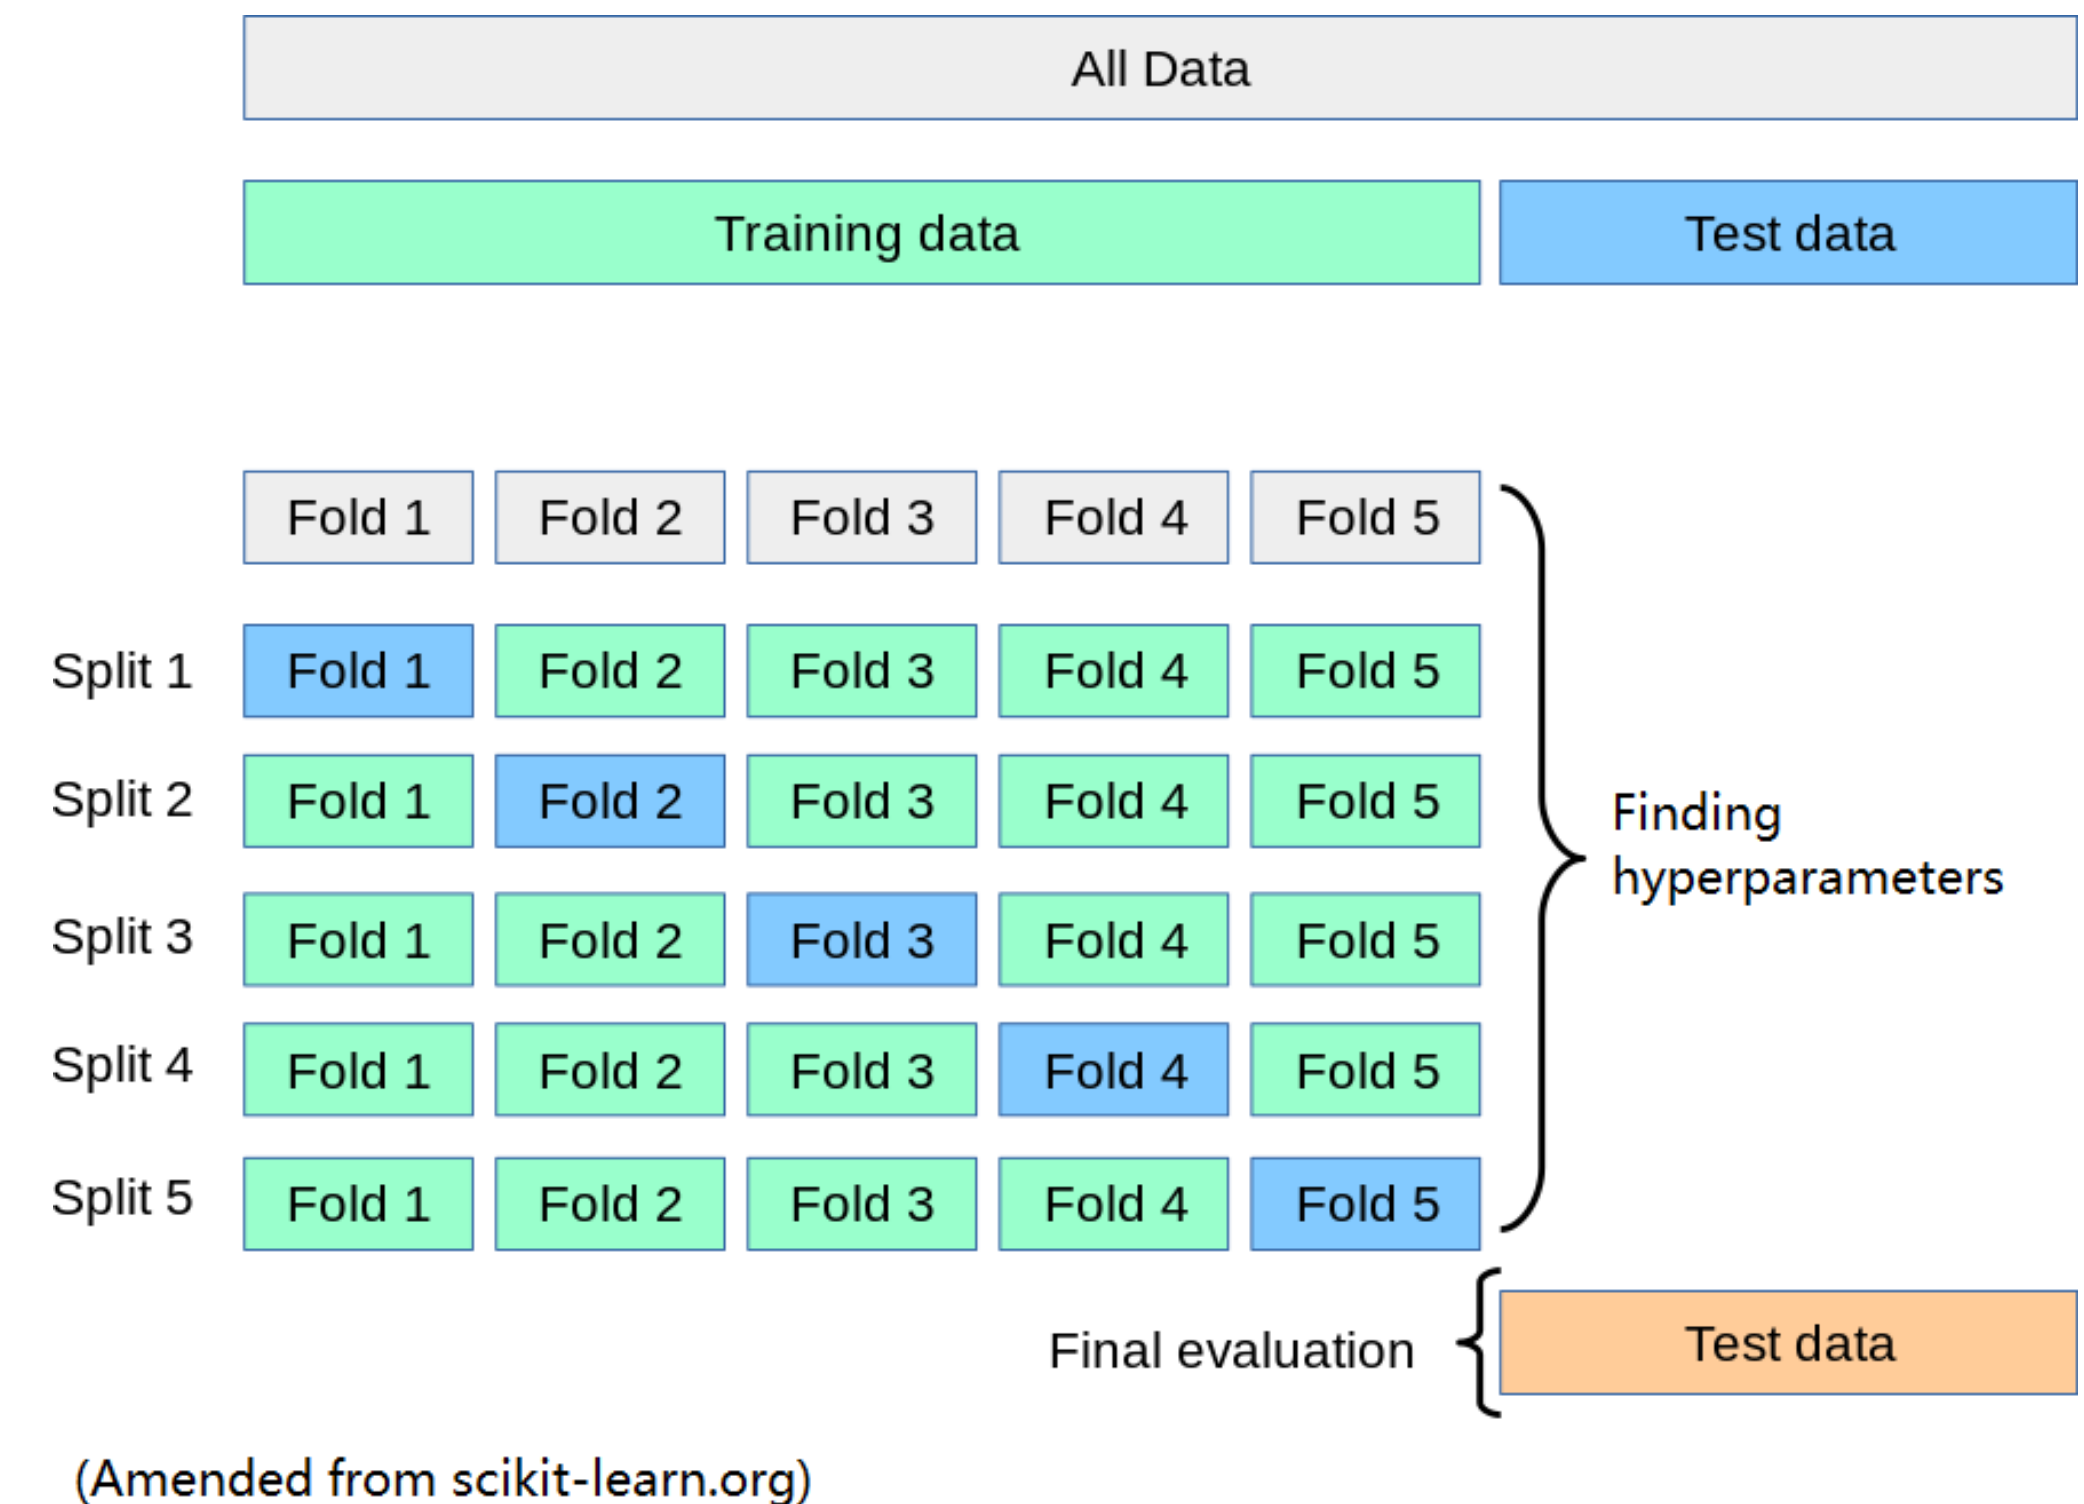 All Data
Training data Test data
Fold 1 Fold 2 Fold 3 Fold 4 Fold 5
Split 1 Fold 1 Fold 2 Fold 3 Fold 4 Fold 5
Split 2 Fold 1 Fold 2 Fold 3 Fold 4 Fold 5
Finding
hyperparameters
Split 3 Fold 1 Fold 2 Fold 3 Fold 4 Fold 5
Split 4 Fold 1 Fold 2 Fold 3 Fold 4 Fold 5
Split 5 Fold 1 Fold 2 Fold 3 Fold 4 Fold 5
Final evaluation Test data
(Amended from scikit-learn.org)